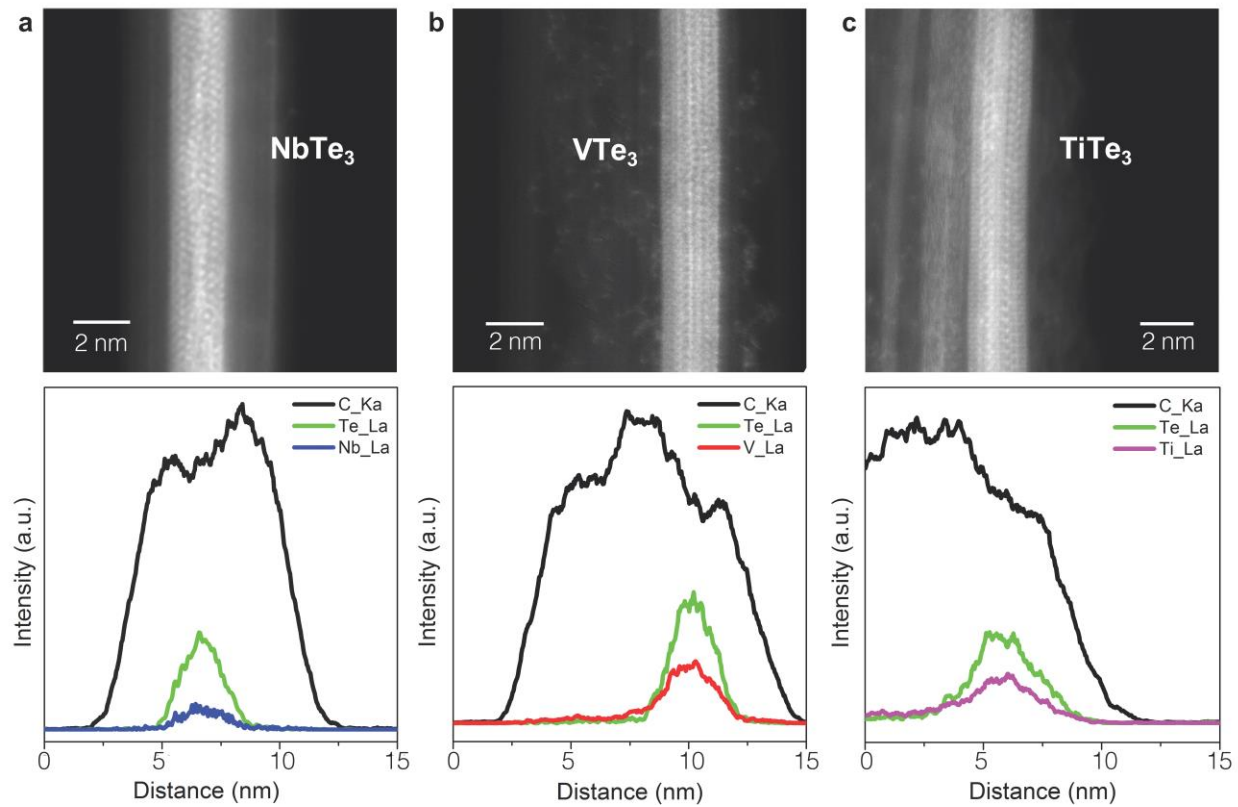 a
NbTe₃
2 nm
b
VTe₃
2 nm
c
TiTe₃
2 nm
C_Ka
Te_La
Nb_La
Intensity (a.u.)
0 5 10 15
Distance (nm)
C_Ka
Te_La
V_La
Intensity (a.u.)
0 5 10 15
Distance (nm)
C_Ka
Te_La
Ti_La
Intensity (a.u.)
0 5 10 15
Distance (nm)